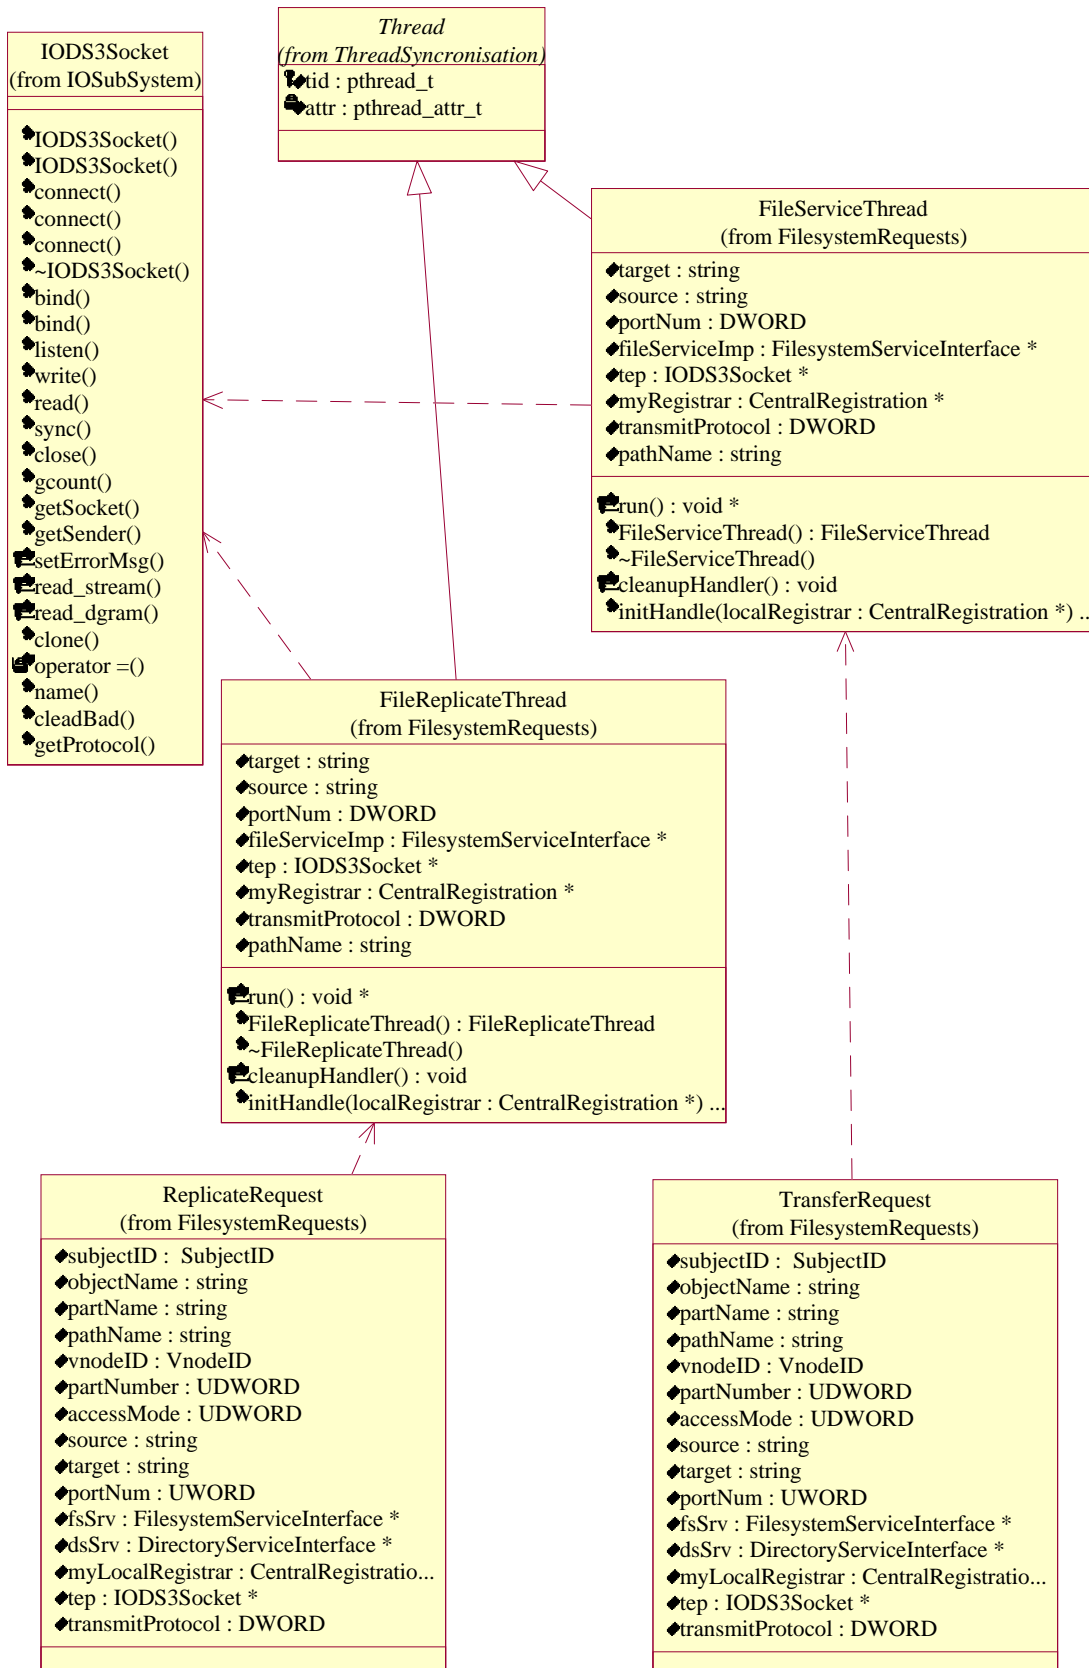 IODS3Socket
(from IOSubSystem)
IODS3Socket()
IODS3Socket()
connect()
connect()
connect()
~IODS3Socket()
bind()
bind()
listen()
write()
read()
sync()
close()
gcount()
getSocket()
getSender()
setErrorMsg()
read_stream()
read_dgram()
clone()
operator =()
name()
cleadBad()
getProtocol()
Thread
(from ThreadSyncronisation)
tid : pthread_t
attr : pthread_attr_t
FileServiceThread
(from FilesystemRequests)
target : string
source : string
portNum : DWORD
fileServiceImp : FilesystemServiceInterface *
tep : IODS3Socket *
myRegistrar : CentralRegistration *
transmitProtocol : DWORD
pathName : string
run() : void *
FileServiceThread() : FileServiceThread
~FileServiceThread()
cleanupHandler() : void
initHandle(localRegistrar : CentralRegistration *) ...
FileReplicateThread
(from FilesystemRequests)
target : string
source : string
portNum : DWORD
fileServiceImp : FilesystemServiceInterface *
tep : IODS3Socket *
myRegistrar : CentralRegistration *
transmitProtocol : DWORD
pathName : string
run() : void *
FileReplicateThread() : FileReplicateThread
~FileReplicateThread()
cleanupHandler() : void
initHandle(localRegistrar : CentralRegistration *) ...
ReplicateRequest
(from FilesystemRequests)
subjectID :  SubjectID
objectName : string
partName : string
pathName : string
vnodeID : VnodeID
partNumber : UDWORD
accessMode : UDWORD
source : string
target : string
portNum : UWORD
fsSrv : FilesystemServiceInterface *
dsSrv : DirectoryServiceInterface *
myLocalRegistrar : CentralRegistratio...
tep : IODS3Socket *
transmitProtocol : DWORD
TransferRequest
(from FilesystemRequests)
subjectID :  SubjectID
objectName : string
partName : string
pathName : string
vnodeID : VnodeID
partNumber : UDWORD
accessMode : UDWORD
source : string
target : string
portNum : UWORD
fsSrv : FilesystemServiceInterface *
dsSrv : DirectoryServiceInterface *
myLocalRegistrar : CentralRegistratio...
tep : IODS3Socket *
transmitProtocol : DWORD